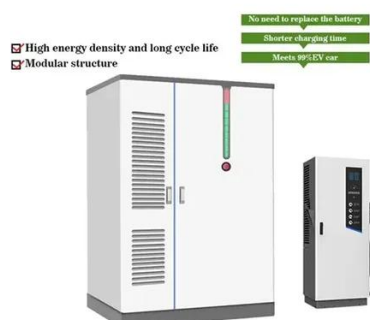 No need to replace the battery
Shorter charging time
Meets 99%EV car
High energy density and long cycle life
Modular structure